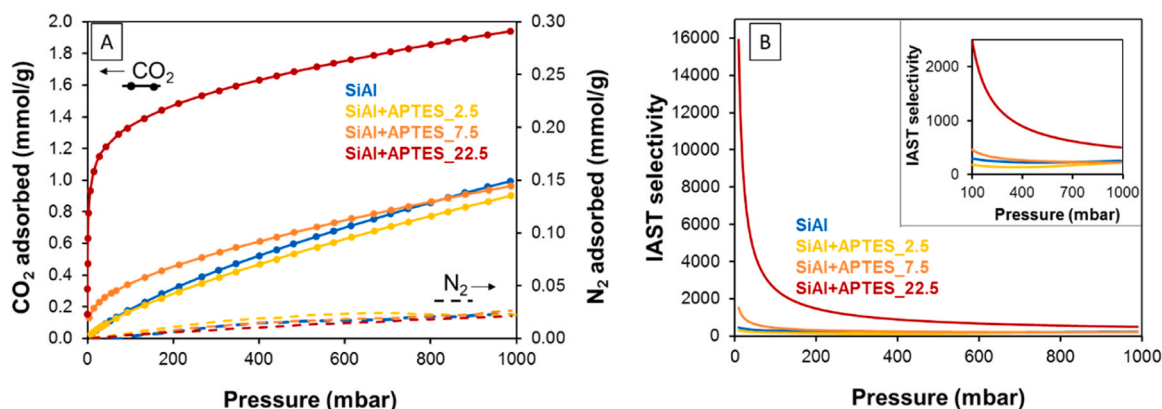 A
← CO2
SiAl
SiAl+APTES_2.5
SiAl+APTES_7.5
SiAl+APTES_22.5
N2→
CO2 adsorbed (mmol/g)
2.0
1.8
1.6
1.4
1.2
1.0
0.8
0.6
0.4
0.2
0.0
N2 adsorbed (mmol/g)
0.30
0.25
0.20
0.15
0.10
0.05
0.00
0 200 400 600 800 1000
Pressure (mbar)
B
IAST selectivity
16000
14000
12000
10000
8000
6000
4000
2000
0
SiAl
SiAl+APTES_2.5
SiAl+APTES_7.5
SiAl+APTES_22.5
0 200 400 600 800 1000
Pressure (mbar)
IAST selectivity
2000
1000
0
100 400 700 1000
Pressure (mbar)